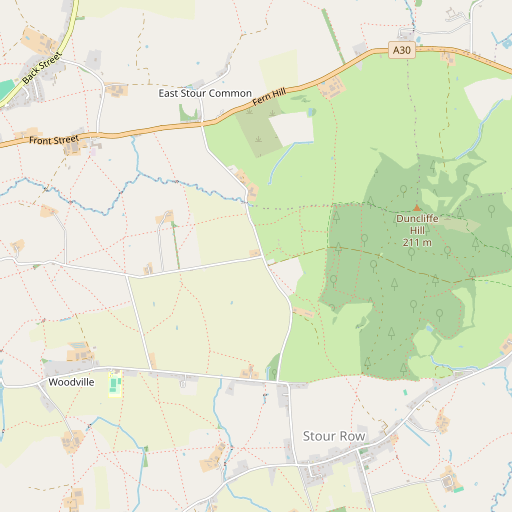 A30
Back Street
East Stour Common
Fern Hill
Front Street
Duncliffe
Hill
211 m
Woodville
Stour Row